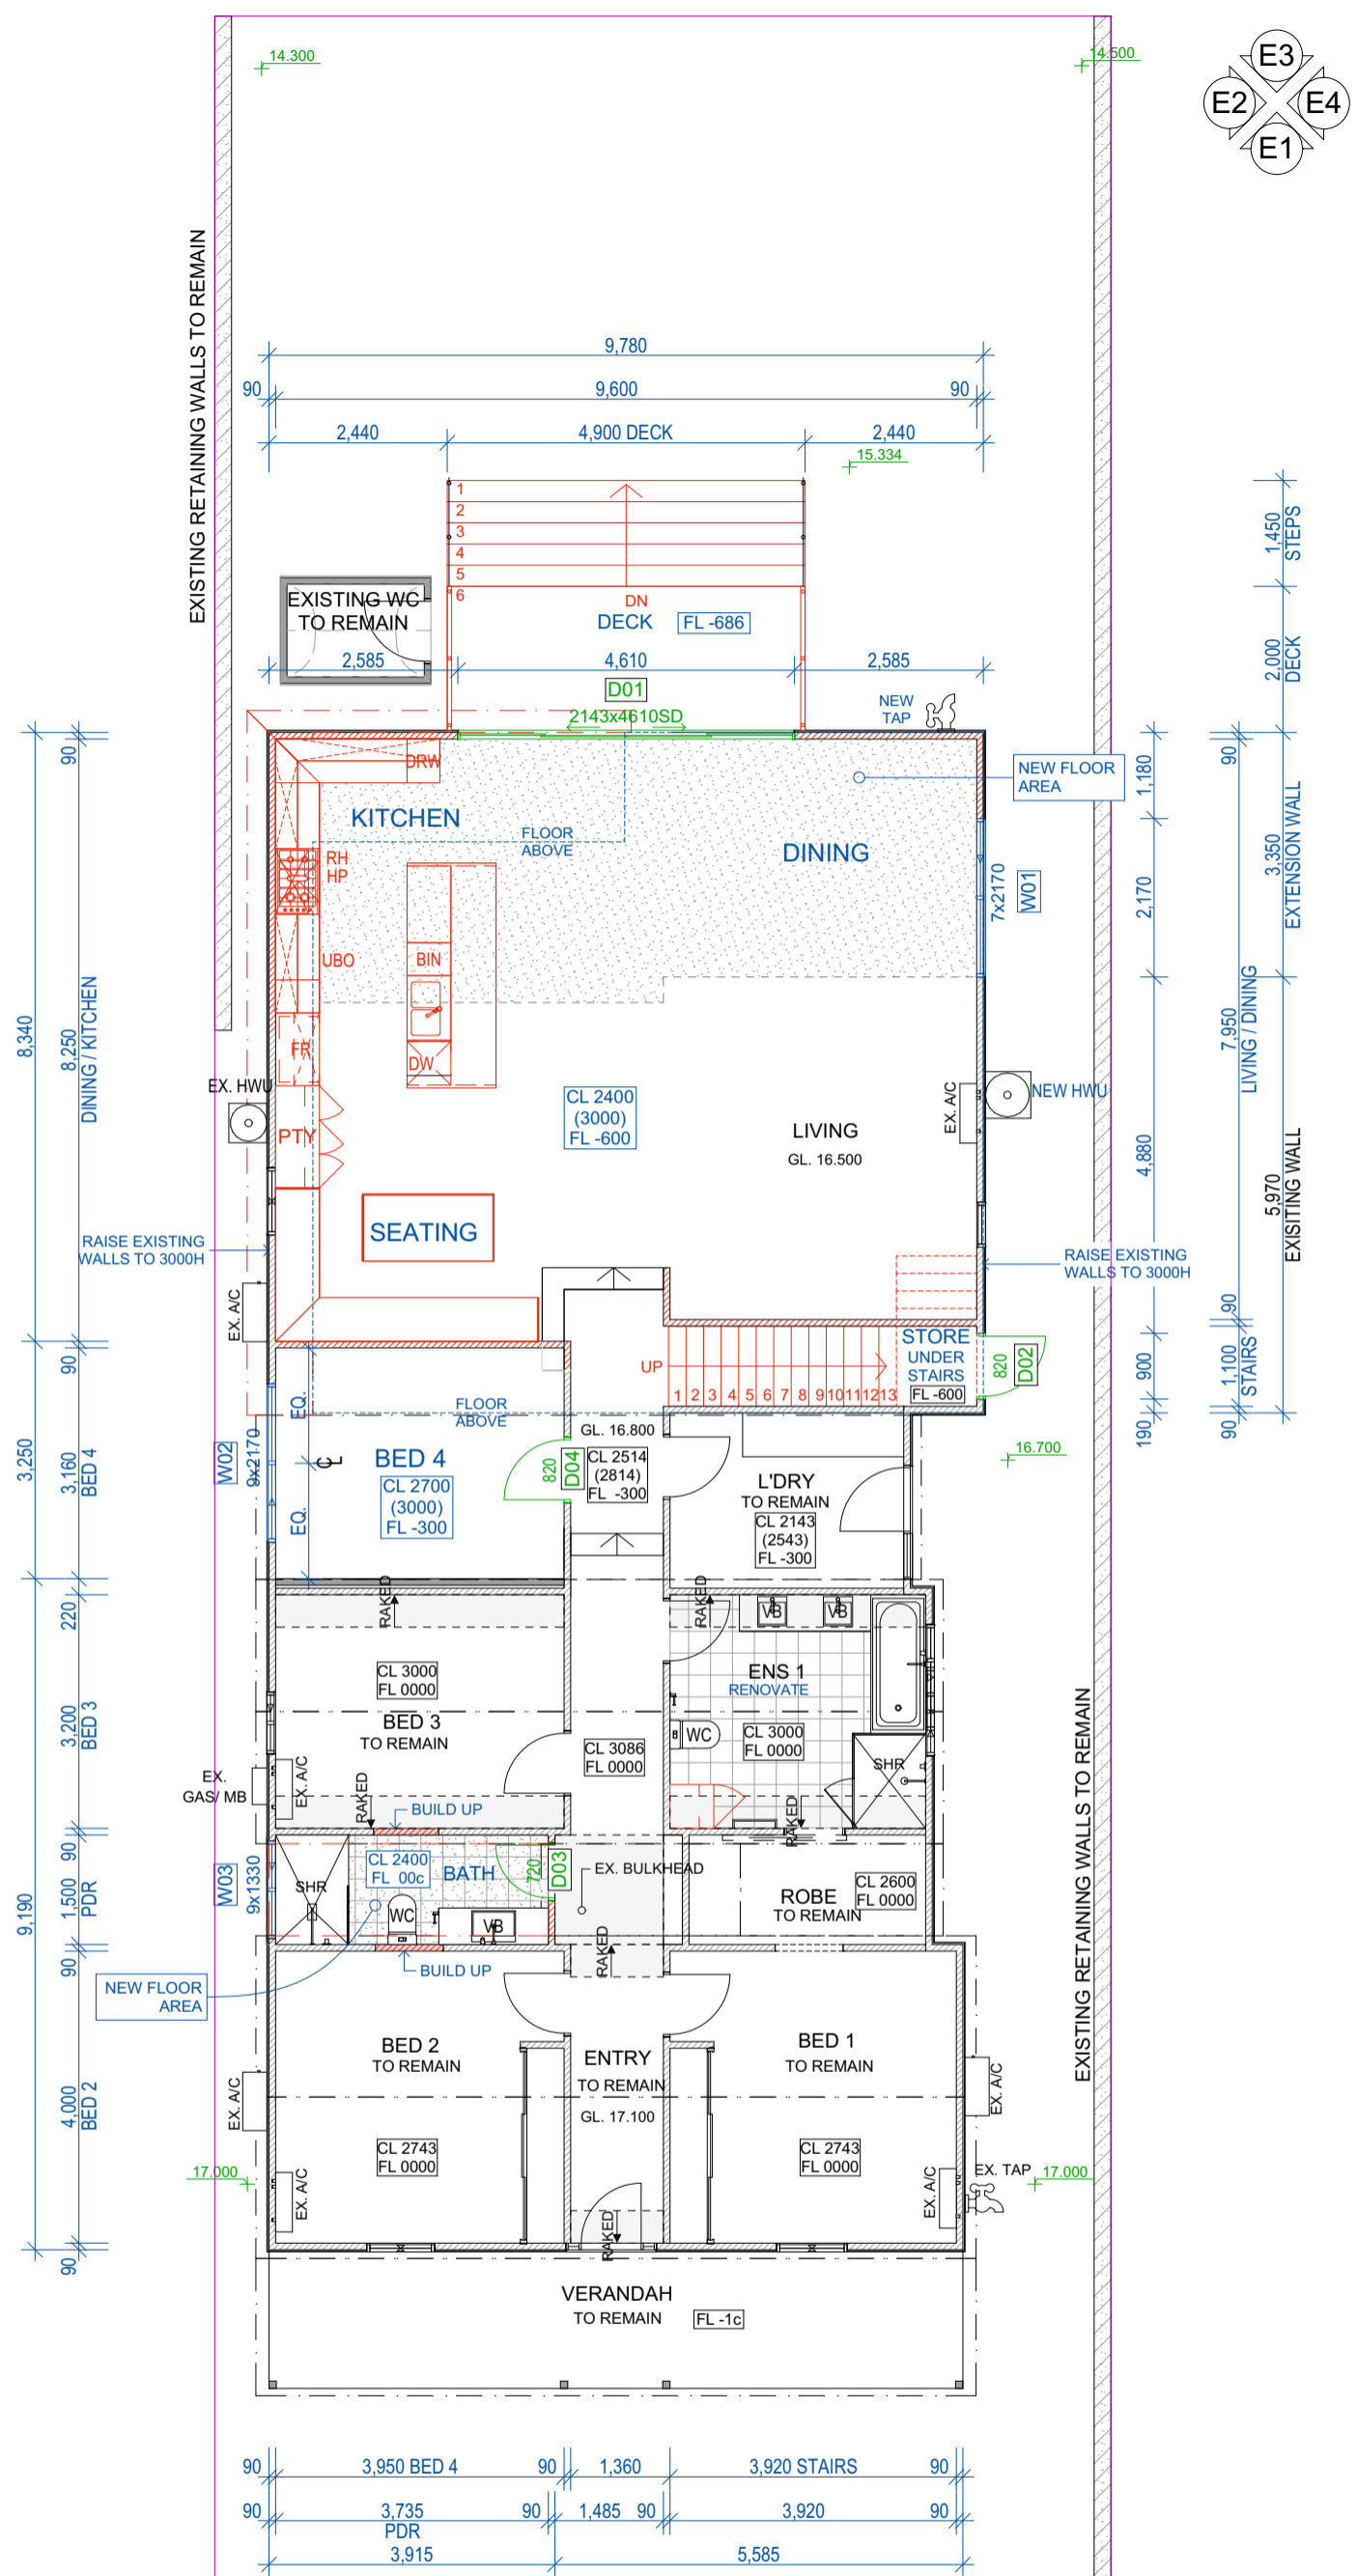 14.300
14.500
E3
E2
E4
E1
EXISTING RETAINING WALLS TO REMAIN
9,780
90
9,600
90
2,440
4,900 DECK
2,440
15.334
1
2
3
4
5
6
1,450
STEPS
EXISTING WC
TO REMAIN
DN
DECK
FL -686
2,000
DECK
2,585
4,610
2,585
D01
2143x4610SD
NEW
TAP
90
DRW
NEW FLOOR
AREA
1,180
90
KITCHEN
FLOOR
ABOVE
DINING
RH
HP
7x2170
W01
2,170
3,350
EXTENSION WALL
UBO
BIN
8,340
8,250
DINING / KITCHEN
FR
DW
7,950
LIVING / DINING
EX. HWU
CL 2400
(3000)
FL -600
EX. A/C
NEW HWU
PTY
LIVING
GL. 16.500
4,880
5,970
EXISITING WALL
SEATING
RAISE EXISTING
WALLS TO 3000H
RAISE EXISTING
WALLS TO 3000H
EX. A/C
90
90
UP
1 2 3 4 5 6 7 8 9 10 11 12 13
STORE
UNDER
STAIRS
FL -600
820
D02
900
1,100
STAIRS
EQ.
FLOOR
ABOVE
GL. 16.800
190
90
W02
9x2170
3,250
3,160
BED 4
CL
BED 4
CL 2700
(3000)
FL -300
EQ.
820
D04
CL 2514
(2814)
FL -300
L'DRY
TO REMAIN
CL 2143
(2543)
FL -300
16.700
RAKED
RAKED
VB
VB
220
CL 3000
FL 0000
BED 3
TO REMAIN
ENS 1
RENOVATE
3,200
BED 3
CL 3086
FL 0000
WC
CL 3000
FL 0000
SHR
EX.
GAS/ MB
EX. A/C
RAKED
BUILD UP
RAKED
EXISTING RETAINING WALLS TO REMAIN
90
W03
9x1330
SHR
CL 2400
FL 00c
BATH
720
D03
EX. BULKHEAD
CL 2600
FL 0000
ROBE
TO REMAIN
WC
VB
9,190
1,500
PDR
90
RAKED
BUILD UP
NEW FLOOR
AREA
BED 2
TO REMAIN
ENTRY
TO REMAIN
GL. 17.100
BED 1
TO REMAIN
EX. A/C
EX. A/C
4,000
BED 2
CL 2743
FL 0000
CL 2743
FL 0000
17.000
EX. A/C
EX. A/C
EX. TAP
17.000
RAKED
90
VERANDAH
TO REMAIN
FL -1c
90
3,950 BED 4
90
1,360
3,920 STAIRS
90
90
3,735
PDR
90
1,485
90
3,920
90
3,915
5,585